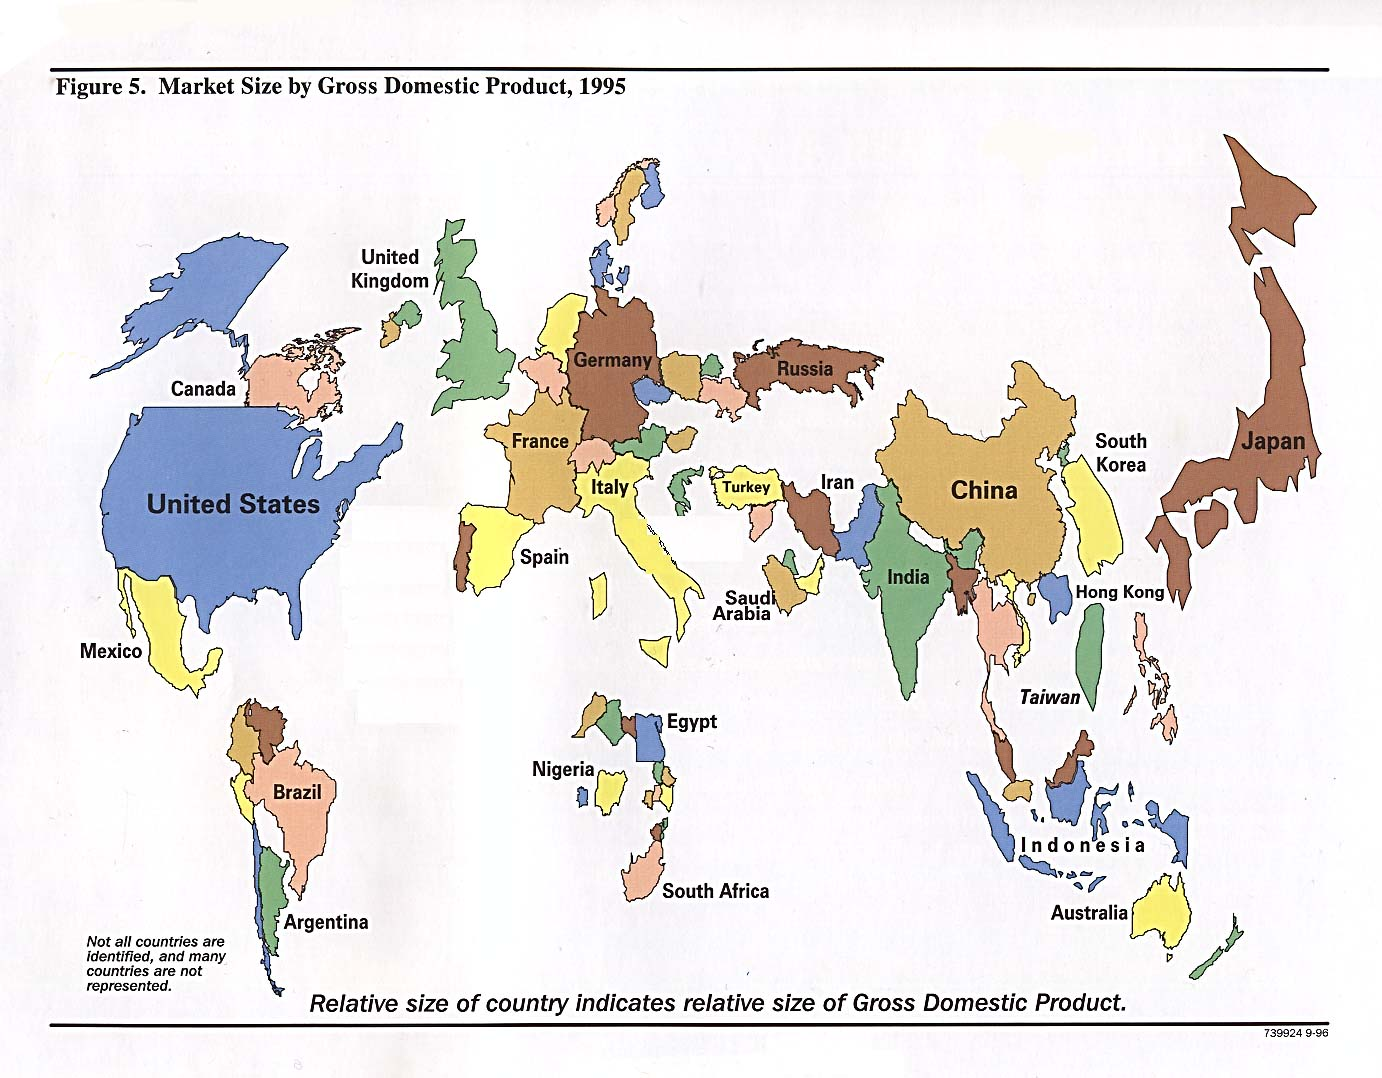 Figure 5.  Market Size by Gross Domestic Product, 1995
United
Kingdom
Canada
Germany
Russia
France
South
Korea
Japan
Italy
Turkey
Iran
China
United States
Spain
India
Hong Kong
Saudi
Arabia
Mexico
Taiwan
Egypt
Nigeria
Brazil
Indonesia
South Africa
Australia
Argentina
Not all countries are
identified, and many
countries are not
represented.
Relative size of country indicates relative size of Gross Domestic Product.
739924 9-96